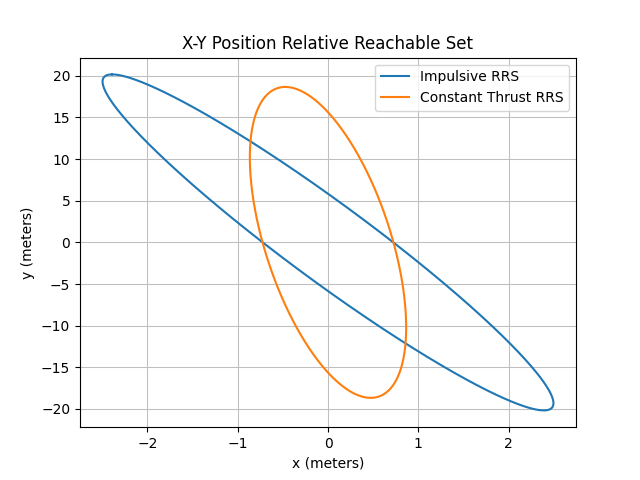 X-Y Position Relative Reachable Set
Impulsive RRS
Constant Thrust RRS
20
15
10
5
0
−5
−10
−15
−20
y (meters)
−2
−1
0
1
2
x (meters)